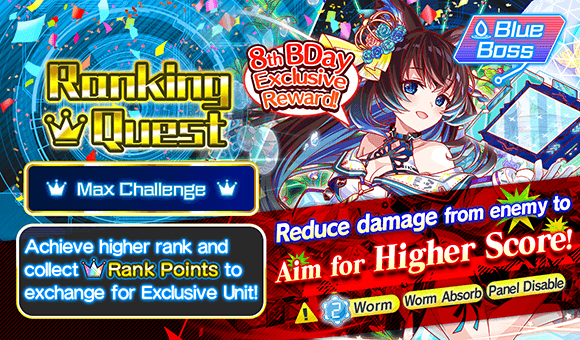 Ranking
Quest
8th BDay
Exclusive
Reward!
Blue
Boss
Max Challenge
Achieve higher rank and
collect Rank Points to
exchange for Exclusive Unit!
Reduce damage from enemy to
Aim for Higher Score!
! 2 Worm Worm Absorb Panel Disable